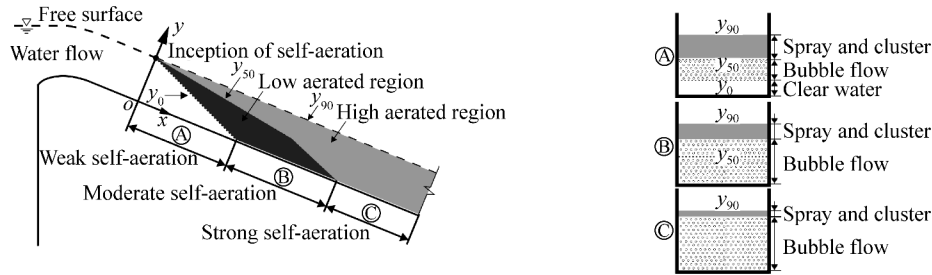 Free surface
Water flow
y
Inception of self-aeration
y50
Low aerated region
y90
High aerated region
y0
o
x
Ⓐ
Weak self-aeration
Ⓑ
Moderate self-aeration
Ⓒ
Strong self-aeration
Ⓐ
y90
Spray and cluster
y50
Bubble flow
y0
Clear water
Ⓑ
y90
Spray and cluster
y50
Bubble flow
Ⓒ
y90
Spray and cluster
Bubble flow